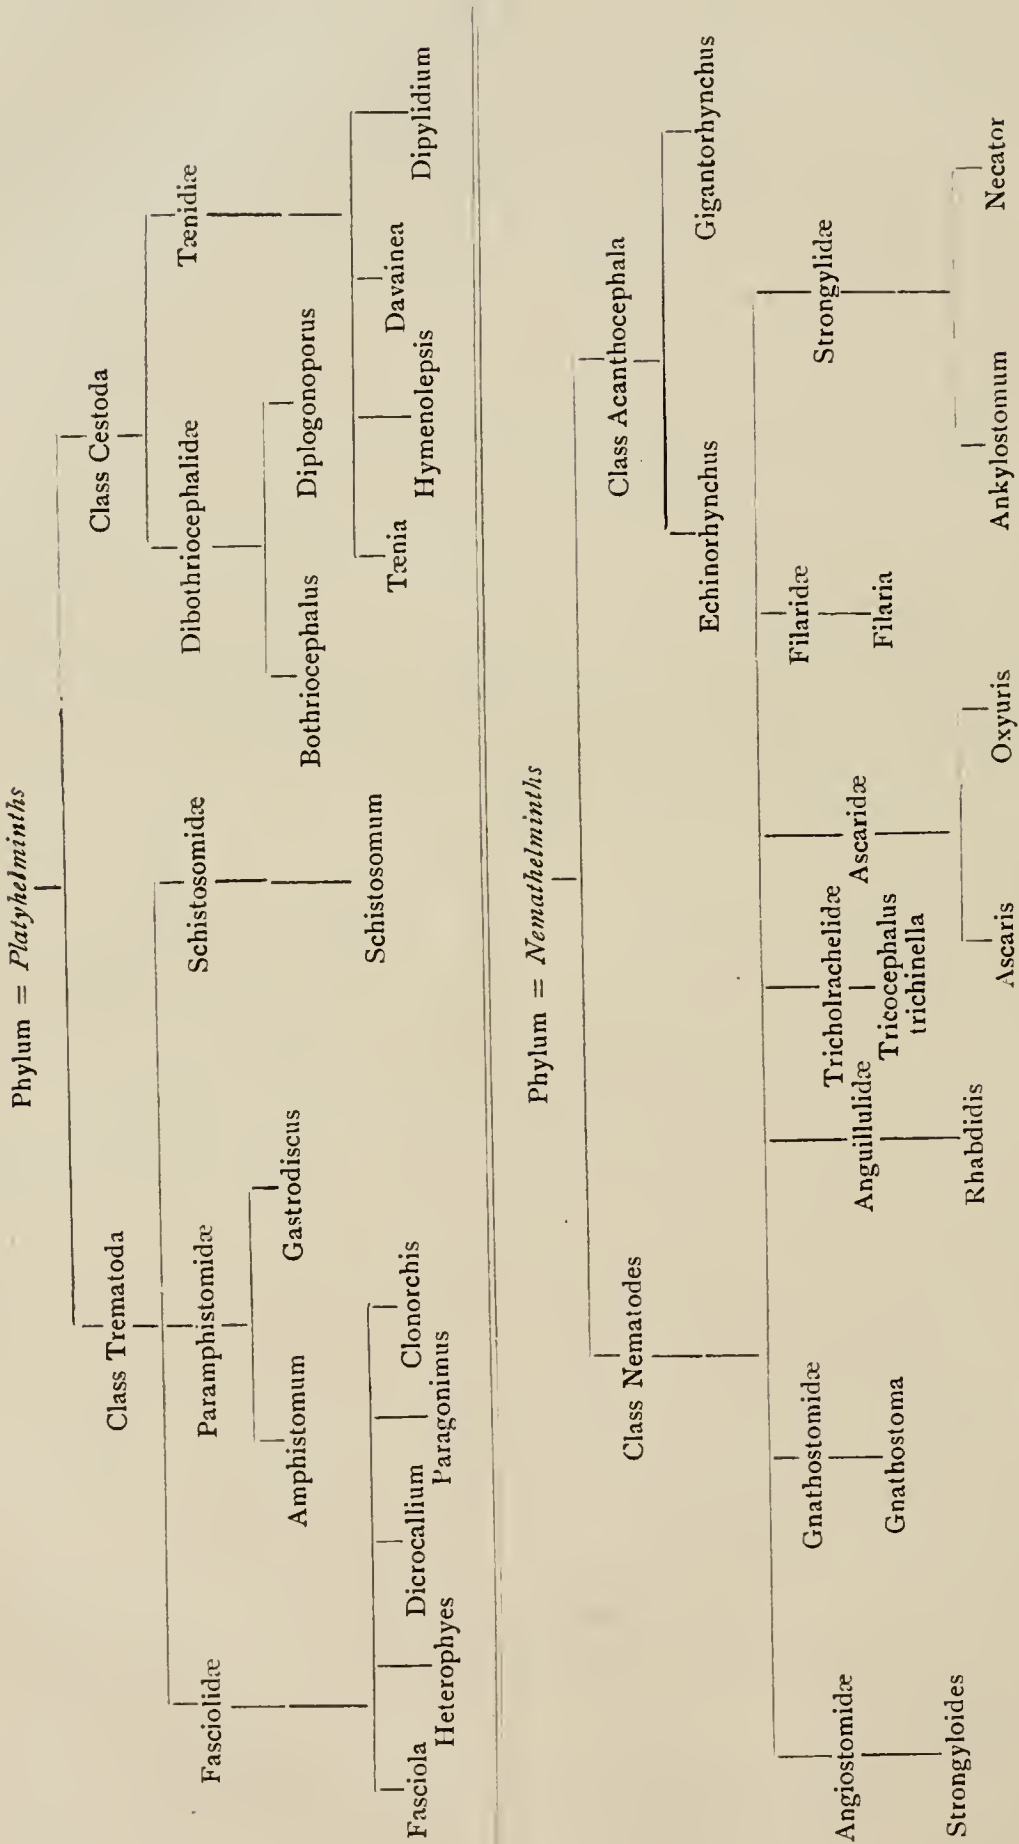 Phylum = Platyhelminths
Class Trematoda
Class Cestoda
Fasciolidæ
Paramphistomidæ
Schistosomidæ
Dibothriocephalidæ
Tænidiæ
Amphistomum
Gastrodiscus
Bothriocephalus
Diplogonoporus
Schistosomum
Fasciola
Heterophyes
Dicrocallium
Paragonimus
Clonorchis
Tænia
Hymenolepsis
Davainea
Dipylidium
Phylum = Nemathelminths
Class Nematodes
Class Acanthocephala
Echinorhynchus
Gigantorhynchus
Angiostomidæ
Gnathostomidæ
Anguillulidæ
Tricholrachelidæ
Ascaridæ
Filaridæ
Strongylidæ
Strongyloides
Gnathostoma
Rhabdidis
Tricocephalus
trichinella
Ascaris
Oxyuris
Filaria
Ankylostomum
Necator